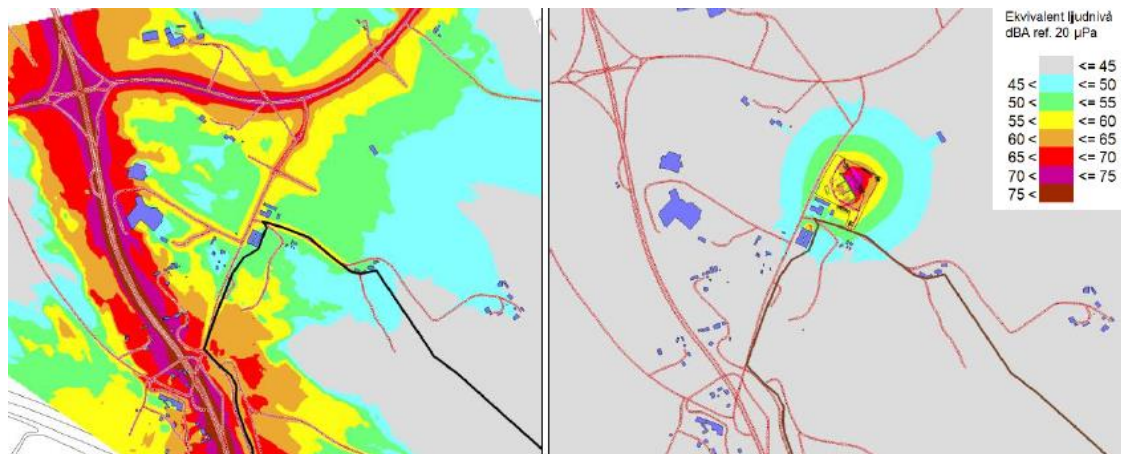 Ekvivalent ljudnivå
dBA ref. 20 µPa
<= 45
45 < <= 50
50 < <= 55
55 < <= 60
60 < <= 65
65 < <= 70
70 < <= 75
75 <